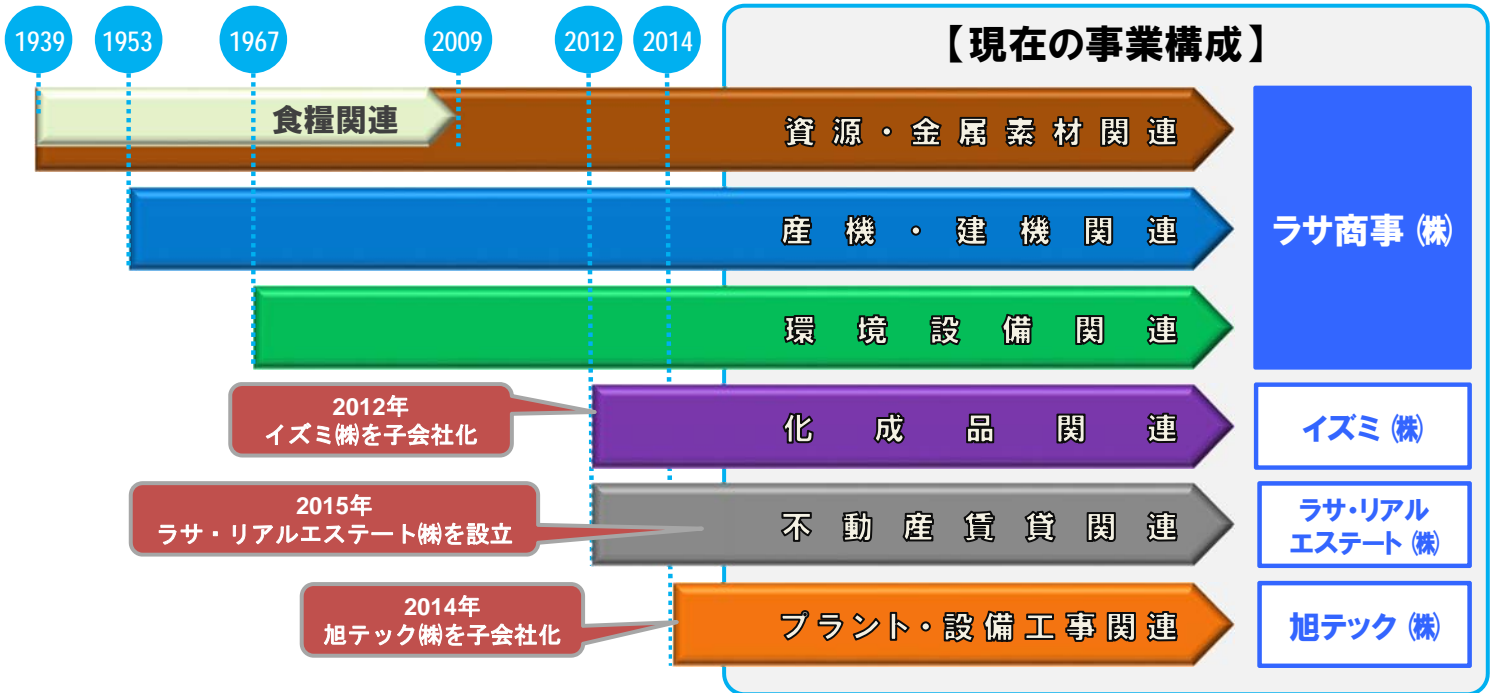 1939
1953
1967
2009
2012
2014
【現在の事業構成】
食糧関連
資源・金属素材関連
産機・建機関連
環境設備関連
ラサ商事㈱
2012年
イズミ㈱を子会社化
化成品関連
イズミ㈱
2015年
ラサ・リアルエステート㈱を設立
不動産賃貸関連
ラサ・リアル
エステート㈱
2014年
旭テック㈱を子会社化
プラント・設備工事関連
旭テック㈱